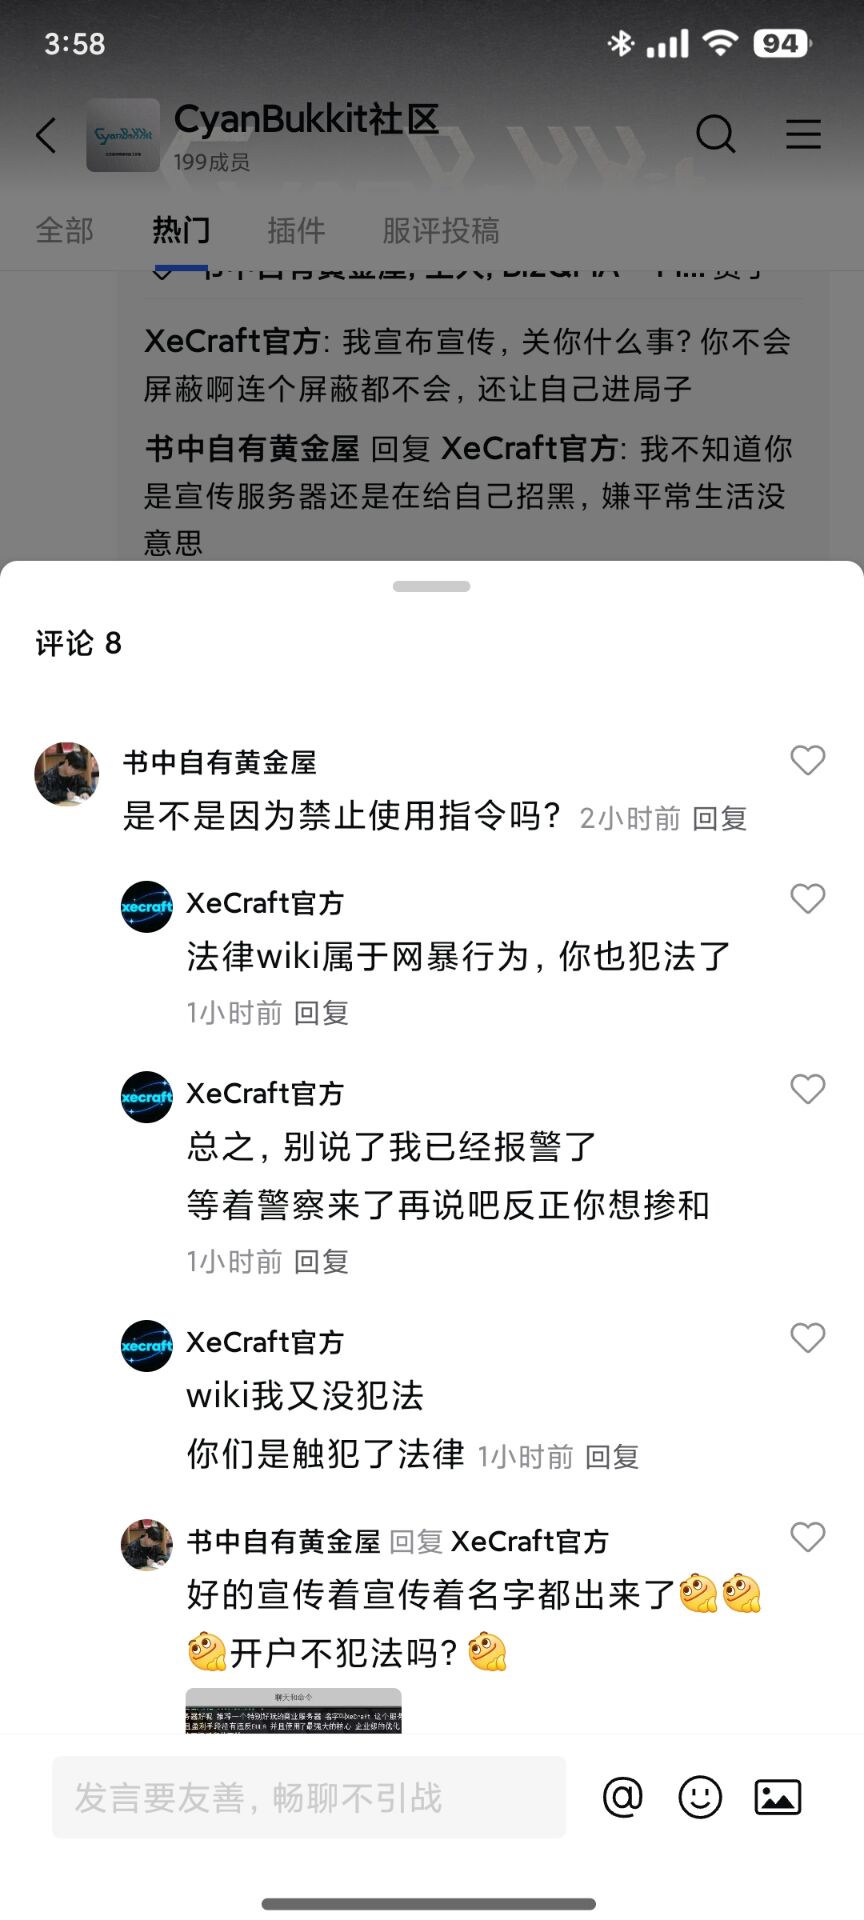 3:58
94
CyanBukkit
CyanBukkit社区
199成员
全部 热门 插件 服评投稿
XeCraft官方: 我宣布宣传, 关你什么事? 你不会
屏蔽啊连个屏蔽都不会, 还让自己进局子
书中自有黄金屋 回复 XeCraft官方: 我不知道你
是宣传服务器还是在给自己招黑, 嫌平常生活没
意思
评论 8
书中自有黄金屋
是不是因为禁止使用指令吗? 2小时前 回复
xecraft
XeCraft官方
法律wiki属于网暴行为, 你也犯法了
1小时前 回复
xecraft
XeCraft官方
总之, 别说了我已经报警了
等着警察来了再说吧反正你想掺和
1小时前 回复
xecraft
XeCraft官方
wiki我又没犯法
你们是触犯了法律 1小时前 回复
书中自有黄金屋 回复 XeCraft官方
好的宣传着宣传着名字都出来了
开户不犯法吗?
聊天和命令
发言要友善, 畅聊不引战